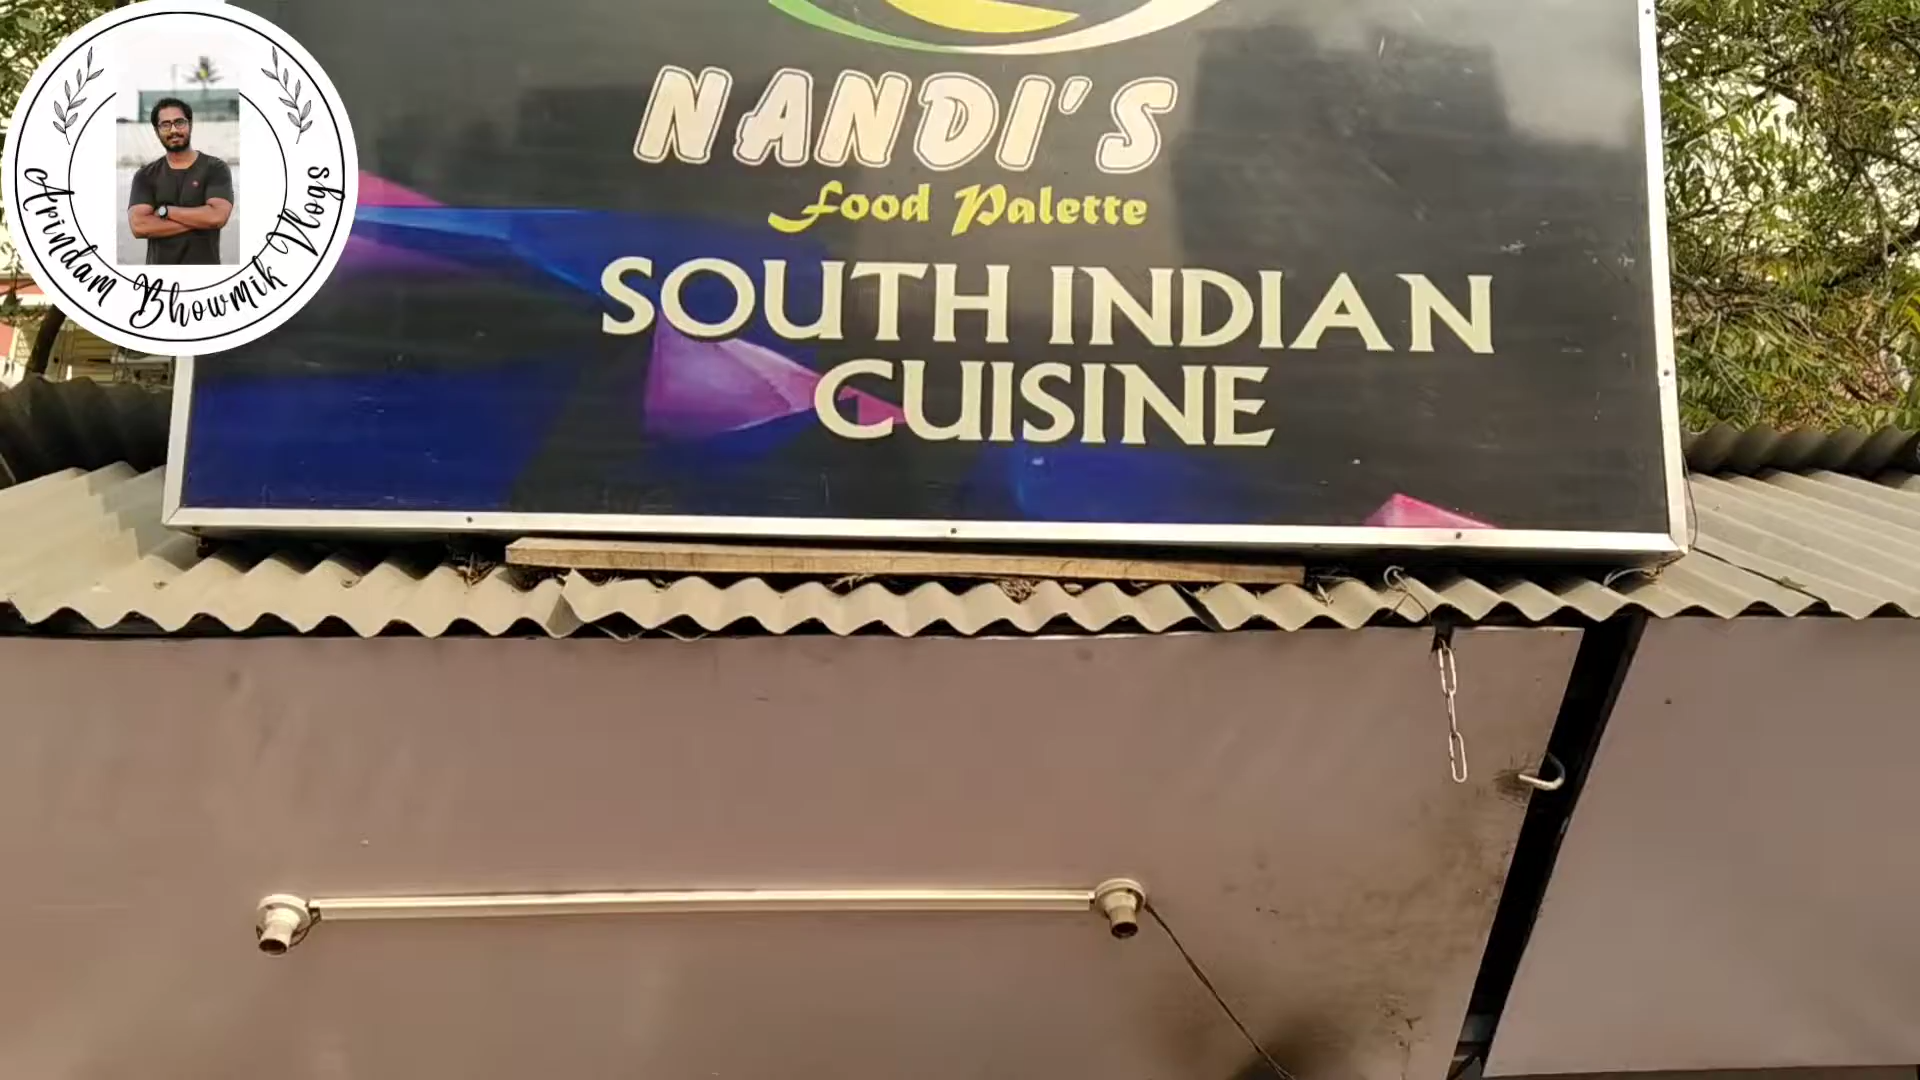 Arindam Bhowmik Vlogs
NANDI'S
Food Palette
SOUTH INDIAN
CUISINE